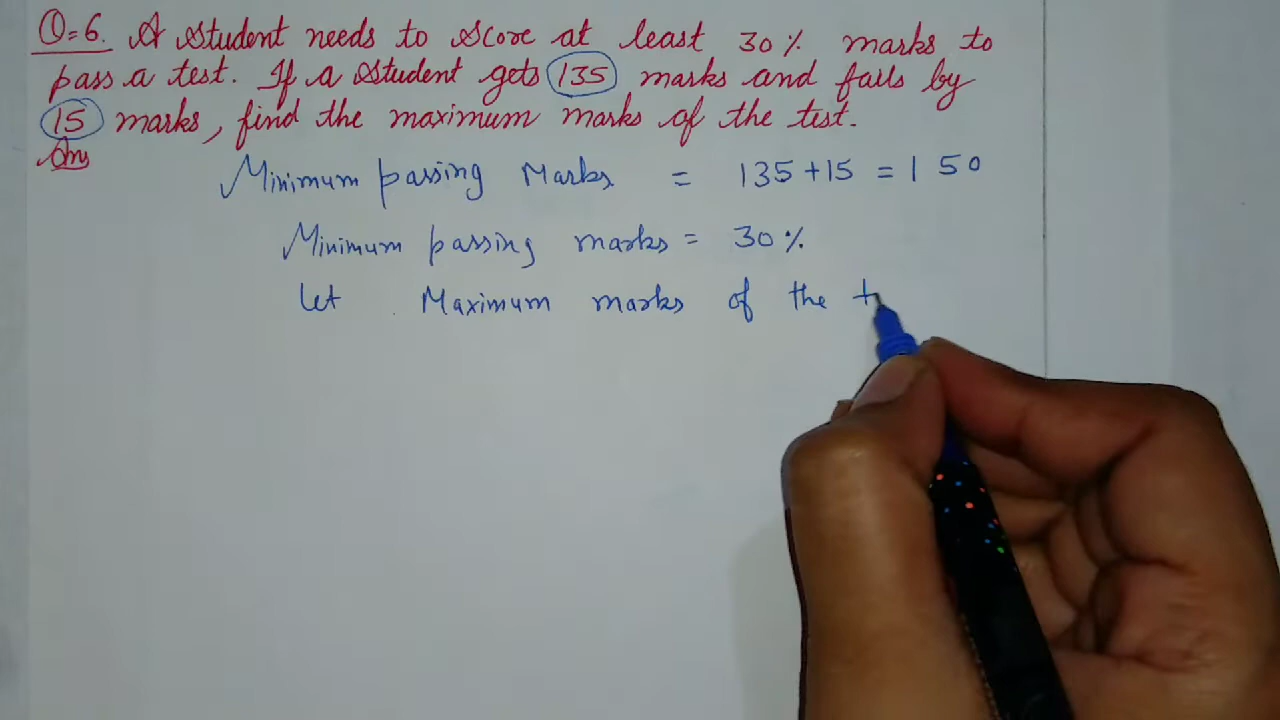 Q=6. A student needs to score at least 30% marks to
pass a test. If a student gets 135 marks and fails by
15 marks, find the maximum marks of the test.
Ans
Minimum passing Marks = 135+15 = 150
Minimum passing marks = 30%
Let Maximum marks of the t